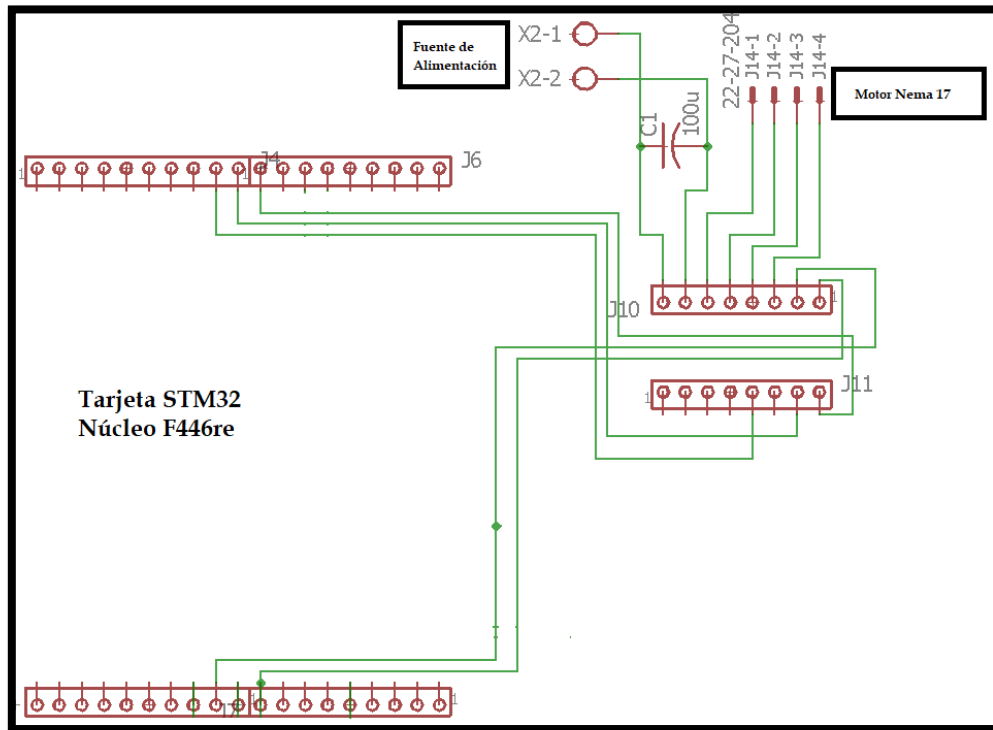 Fuente de
Alimentación
X2-1
X2-2
C1
100u
22-27-204
J14-1
J14-2
J14-3
J14-4
Motor Nema 17
J4
J6
1
1
J10
1
J11
1
Tarjeta STM32
Núcleo F446re
1
1